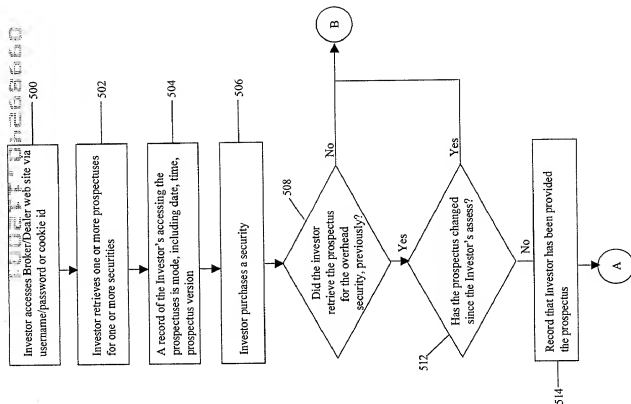 500
Investor accesses Broker/Dealer web site via
username/password or cookie id
502
Investor retrieves one or more prospectuses
for one or more securities
504
A record of the Investor's accessing the
prospectuses is mode, including date, time,
prospectus version
506
Investor purchases a security
508
Did the investor
retrieve the prospectus
for the overhead
security, previously?
No
B
Yes
512
Has the prospectus changed
since the Investor's assess?
Yes
No
514
Record that Investor has been provided
the prospectus
A